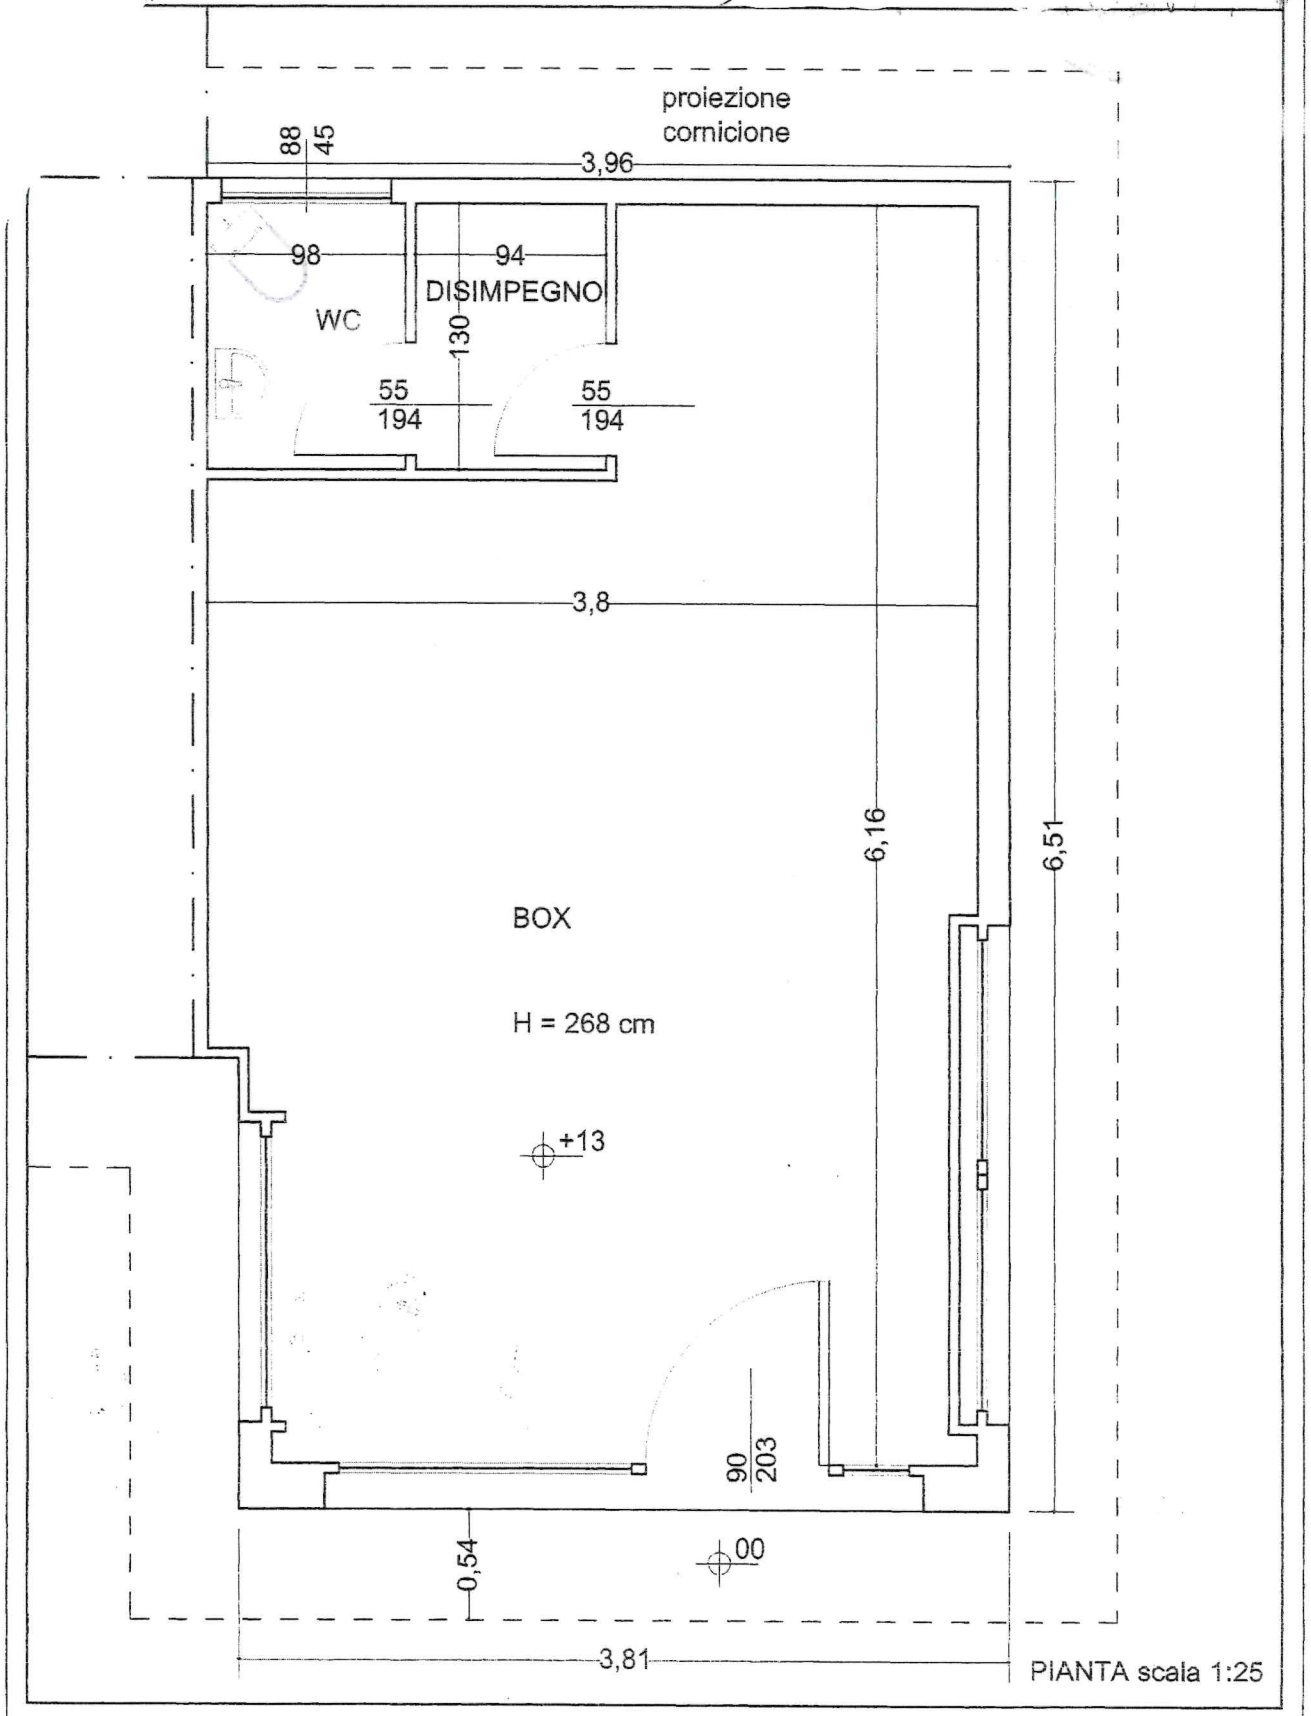 proiezione
cornicione
88
45
3,96
98
94
DISIMPEGNO
WC
130
55
194
55
194
3,8
6,16
6,51
BOX
H = 268 cm
+13
90
203
0,54
00
3,81
PIANTA scala 1:25